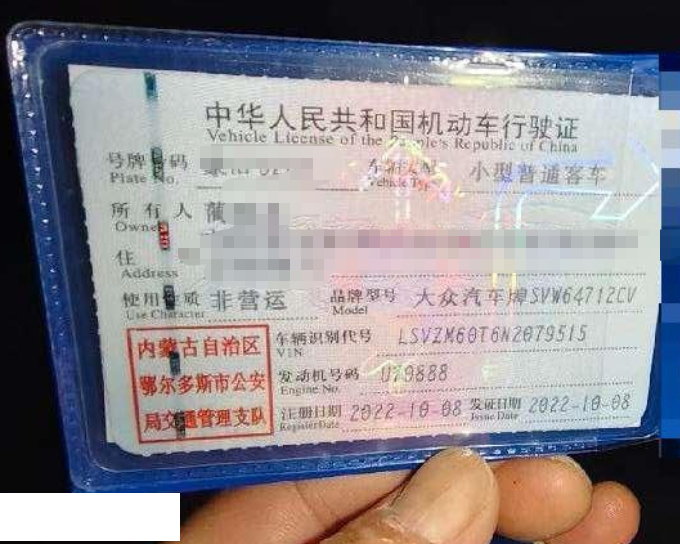 中华人民共和国机动车行驶证
Vehicle License of the People's Republic of China
号牌号码 车辆类型 小型普通客车
Plate No. Vehicle Type
所有人
Owner
住
Address
使用性质 非营运 品牌型号 大众汽车牌SVW64712CV
Use Character Model
内蒙古自治区
鄂尔多斯市公安
局交通管理支队
车辆识别代号 LSVZM60T6N2079515
VIN
发动机号码 U79888
Engine No.
注册日期 2022-10-08 发证日期 2022-10-08
Register Date Issue Date